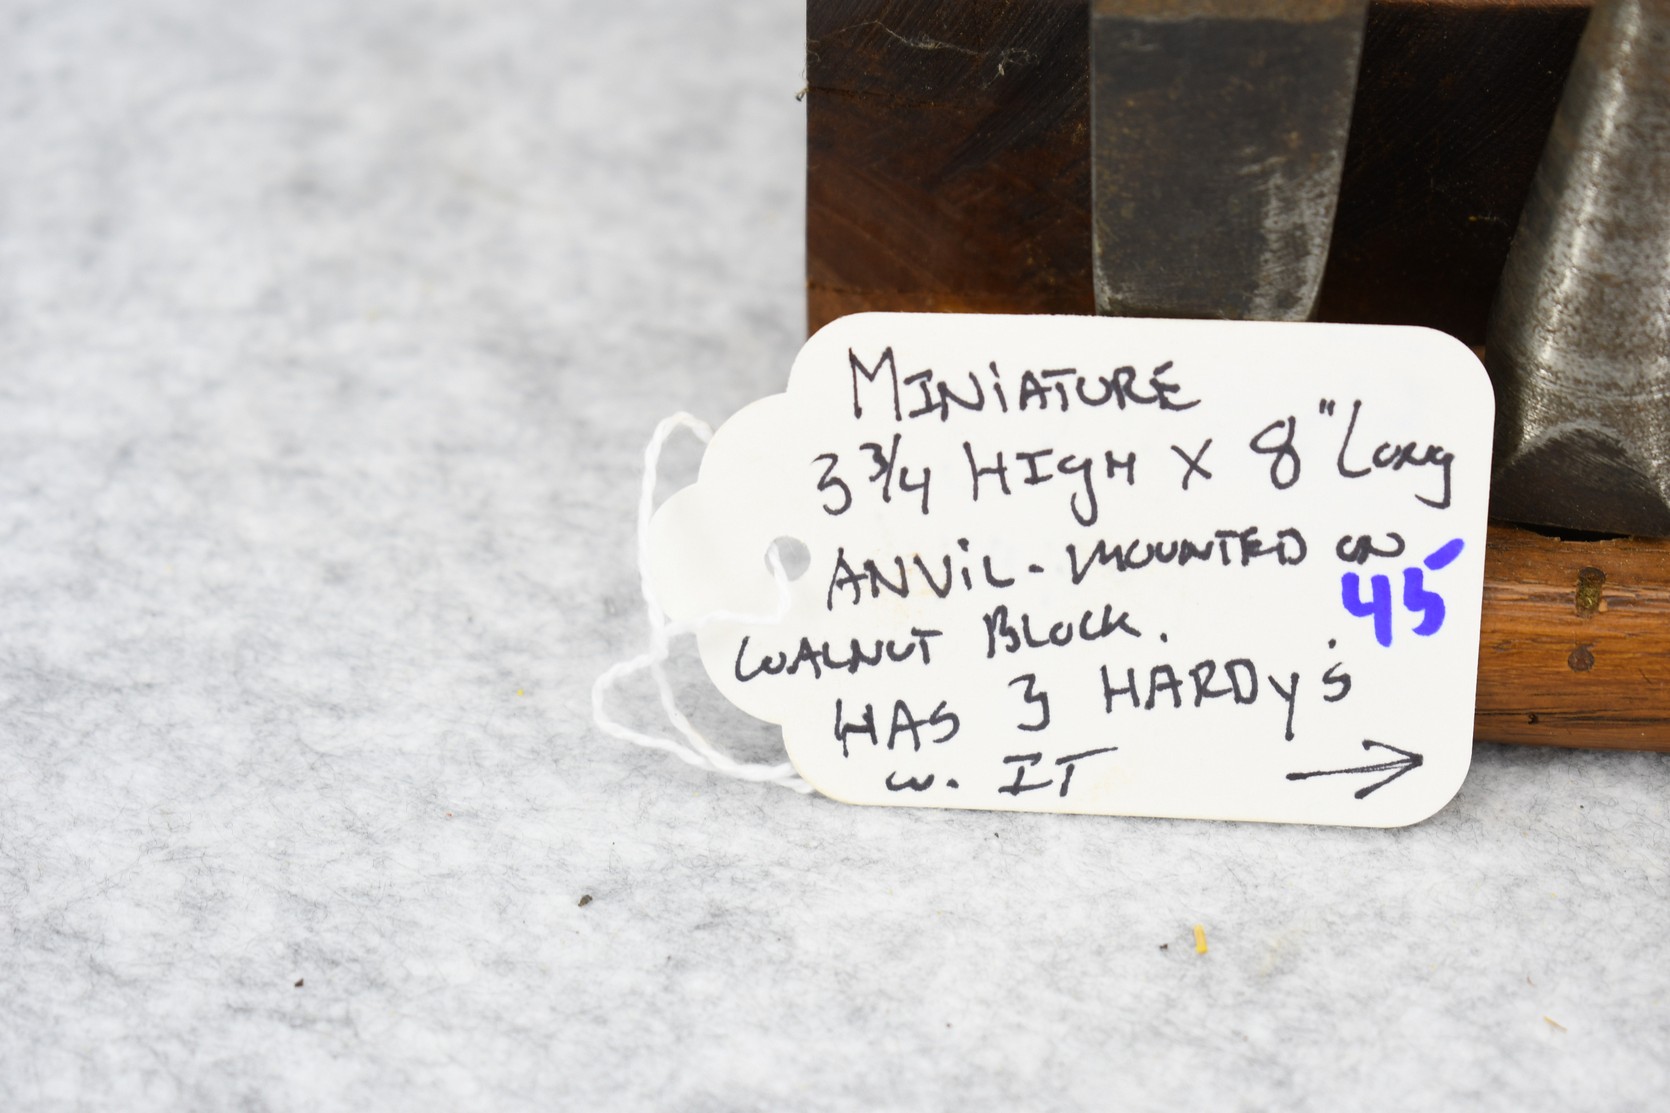 MINiATURE
3 3/4 HIgH X 8" Long
ANViL - MOUNTED ON
45
WALNUT BLOCK.
HAS 3 HARDy's
w. IT →